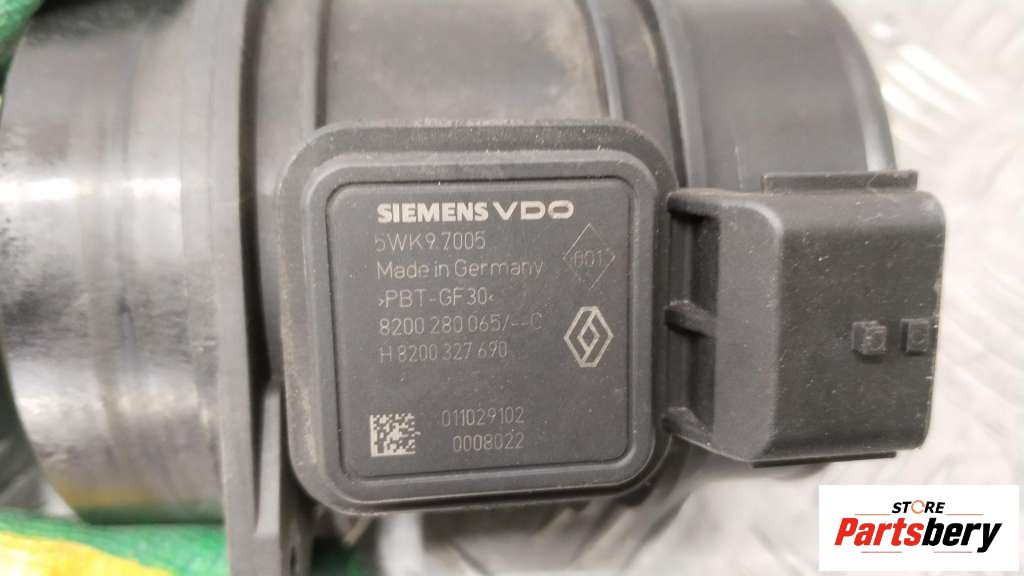 SIEMENS VDO
5WK9 7005
Made in Germany
001
>PBT-GF30<
8200 280 065/--C
H 8200 327 690
011029102
0008022
STORE
Partsbery